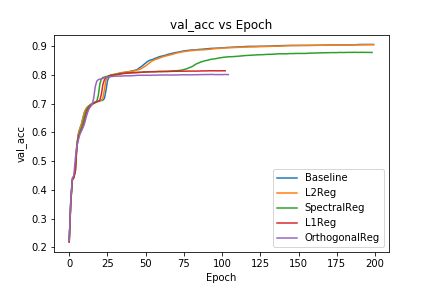 val_acc vs Epoch
val_acc
0.9
0.8
0.7
0.6
0.5
0.4
0.3
0.2
Baseline
L2Reg
SpectralReg
L1Reg
OrthogonalReg
0 25 50 75 100 125 150 175 200
Epoch